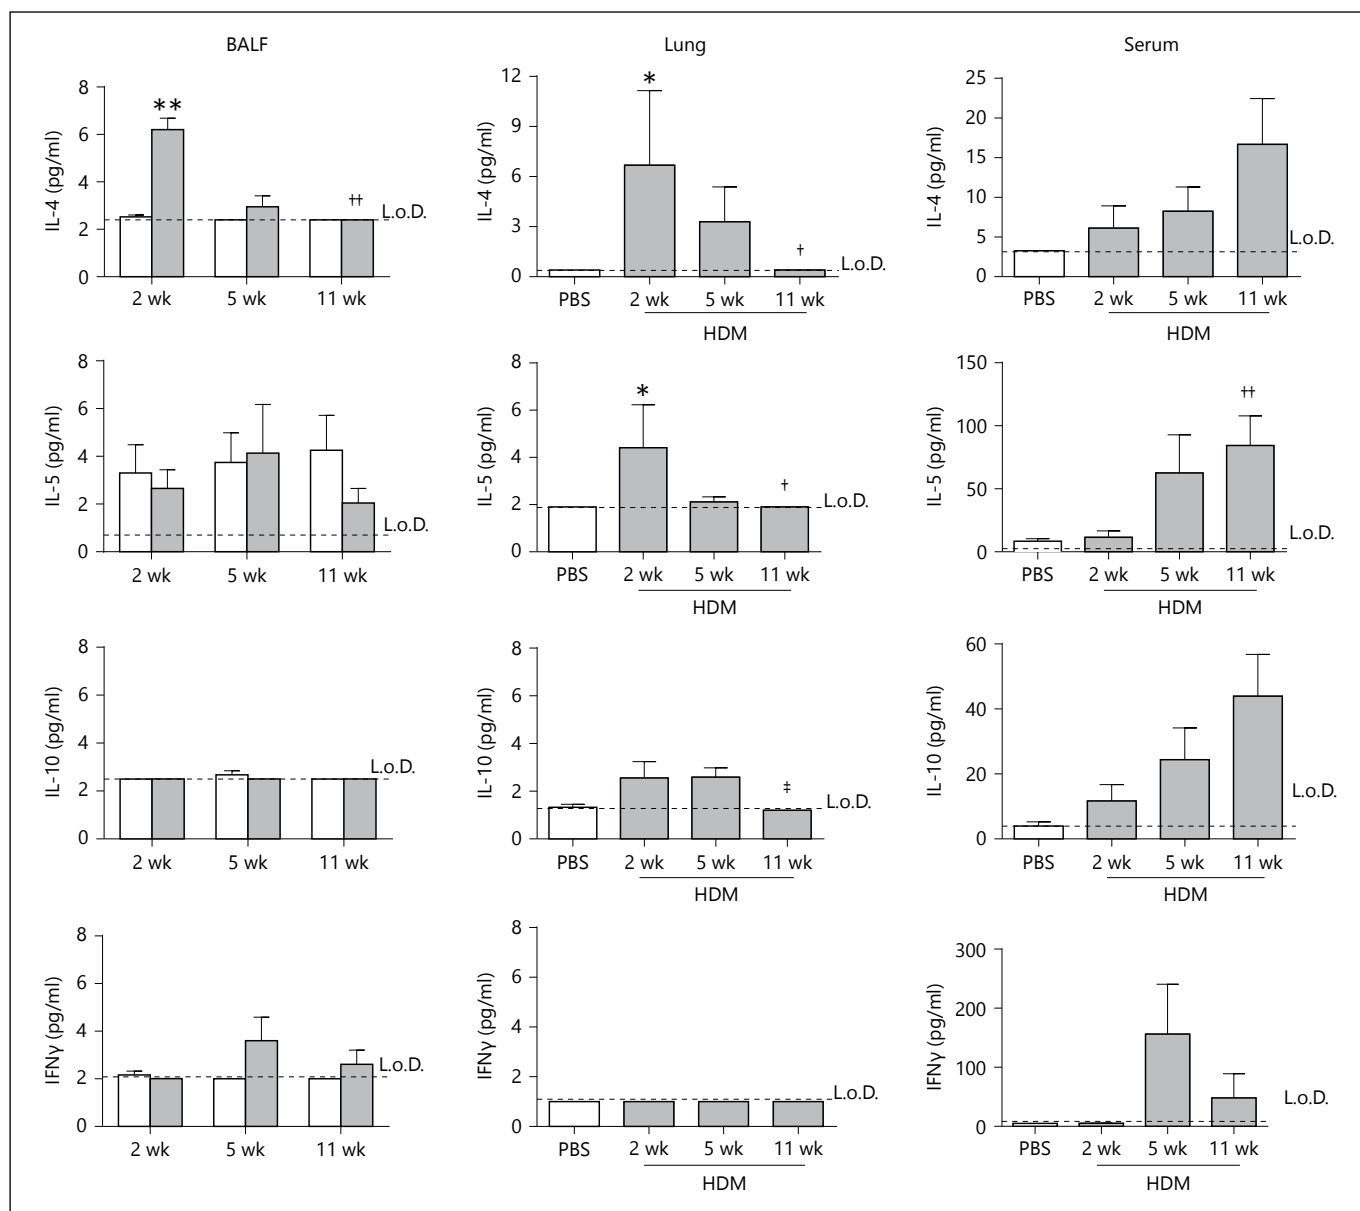 BALF
Lung
Serum
IL-4 (pg/ml)
8
6
4
2
0
**
††
L.o.D.
2 wk 5 wk 11 wk
IL-4 (pg/ml)
12
9
6
3
0
*
†
L.o.D.
PBS 2 wk 5 wk 11 wk
HDM
IL-4 (pg/ml)
25
20
15
10
5
0
L.o.D.
PBS 2 wk 5 wk 11 wk
HDM
IL-5 (pg/ml)
8
6
4
2
0
L.o.D.
2 wk 5 wk 11 wk
IL-5 (pg/ml)
8
6
4
2
0
*
†
L.o.D.
PBS 2 wk 5 wk 11 wk
HDM
IL-5 (pg/ml)
150
100
50
0
††
L.o.D.
PBS 2 wk 5 wk 11 wk
HDM
IL-10 (pg/ml)
8
6
4
2
0
L.o.D.
2 wk 5 wk 11 wk
IL-10 (pg/ml)
8
6
4
2
0
‡
L.o.D.
PBS 2 wk 5 wk 11 wk
HDM
IL-10 (pg/ml)
60
40
20
0
L.o.D.
PBS 2 wk 5 wk 11 wk
HDM
IFNγ (pg/ml)
8
6
4
2
0
L.o.D.
2 wk 5 wk 11 wk
IFNγ (pg/ml)
8
6
4
2
0
L.o.D.
PBS 2 wk 5 wk 11 wk
HDM
IFNγ (pg/ml)
300
200
100
0
L.o.D.
PBS 2 wk 5 wk 11 wk
HDM